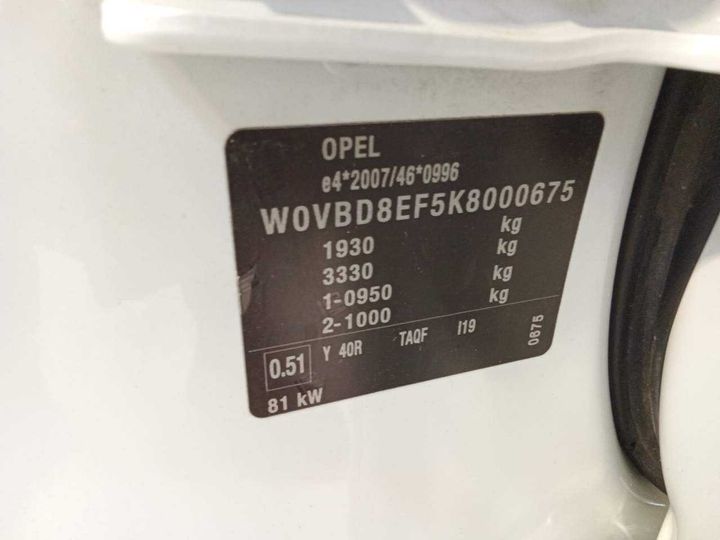 OPEL
e4*2007/46*0996
W0VBD8EF5K8000675
1930 kg
3330 kg
1-0950 kg
2-1000 kg
0.51 Y 40R TAQF I19 0675
81 kW